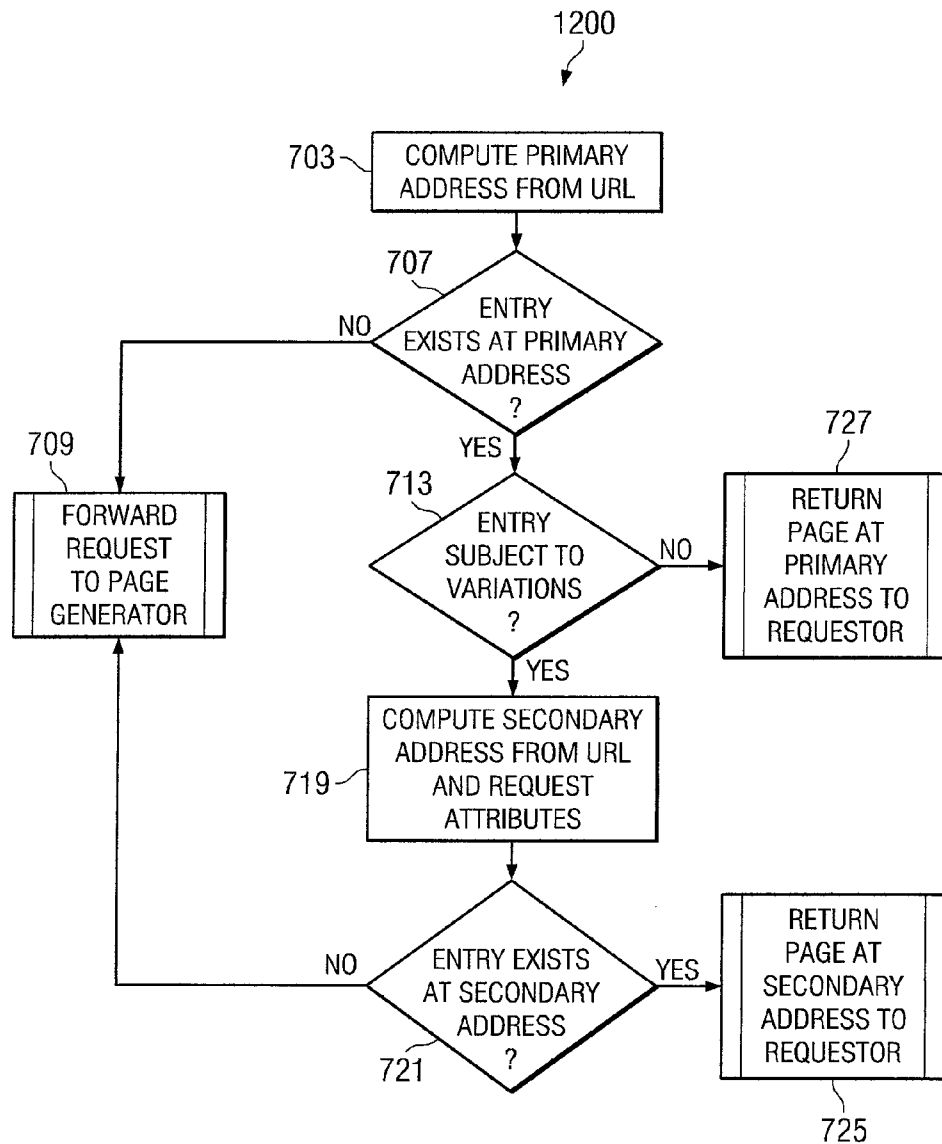 1200
703
COMPUTE PRIMARY
ADDRESS FROM URL
707
ENTRY
EXISTS AT PRIMARY
ADDRESS
?
NO
YES
709
FORWARD
REQUEST
TO PAGE
GENERATOR
713
ENTRY
SUBJECT TO
VARIATIONS
?
NO
YES
727
RETURN
PAGE AT
PRIMARY
ADDRESS TO
REQUESTOR
719
COMPUTE SECONDARY
ADDRESS FROM URL
AND REQUEST
ATTRIBUTES
721
ENTRY EXISTS
AT SECONDARY
ADDRESS
?
NO
YES
RETURN
PAGE AT
SECONDARY
ADDRESS TO
REQUESTOR
725